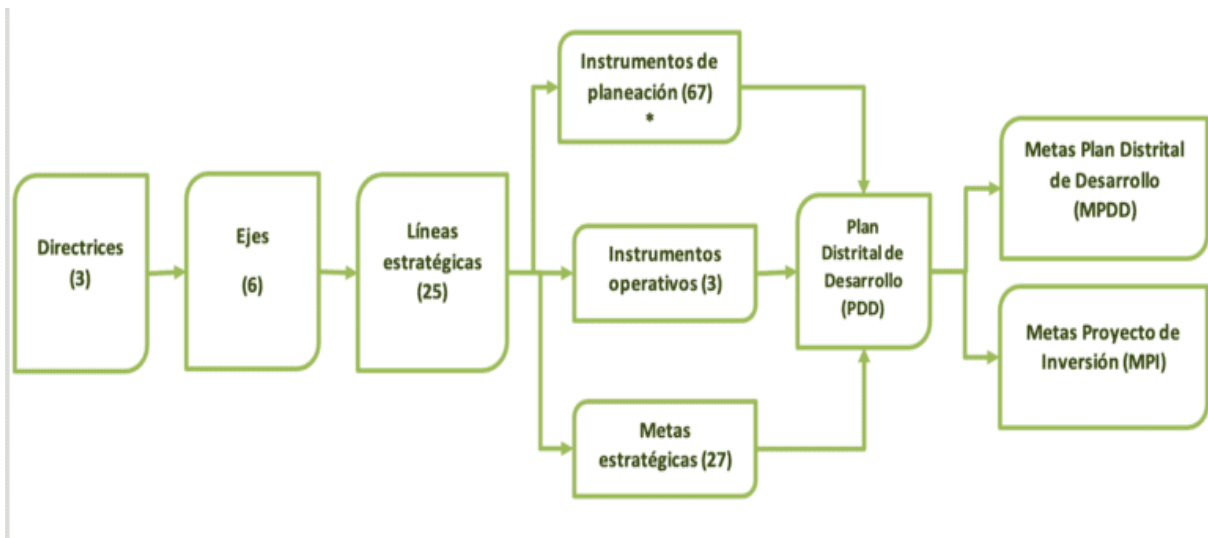 Directrices
(3)
Ejes
(6)
Líneas
estratégicas
(25)
Instrumentos de
planeación (67)
*
Instrumentos
operativos (3)
Metas
estratégicas (27)
Plan
Distrital de
Desarrollo
(PDD)
Metas Plan Distrital
de Desarrollo
(MPDD)
Metas Proyecto de
Inversión (MPI)